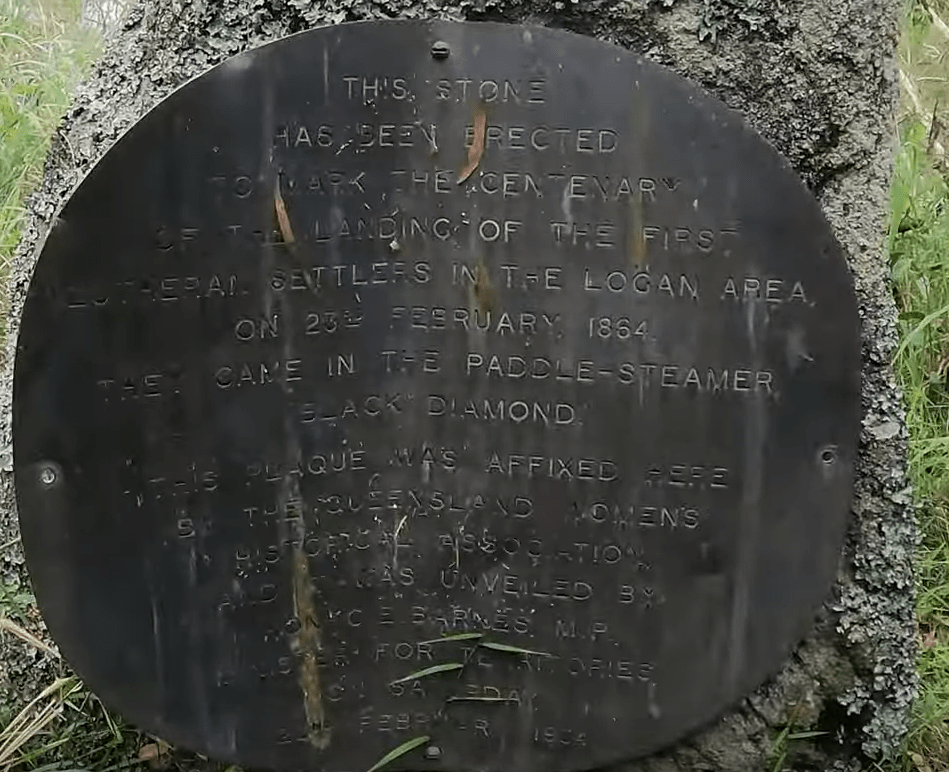 THIS STONE
HAS BEEN ERECTED
TO MARK THE CENTENARY
OF THE LANDING OF THE FIRST
LUTHERAN SETTLERS IN THE LOGAN AREA,
ON 23RD FEBRUARY, 1864.
THEY CAME IN THE PADDLE-STEAMER,
"BLACK DIAMOND."
THIS PLAQUE WAS AFFIXED HERE
BY THE QUEENSLAND WOMENS
HISTORICAL ASSOCIATION,
AND WAS UNVEILED BY
C E BARNES, M.P.
MINISTER FOR TERRITORIES
ON SATURDAY
FEBRUARY